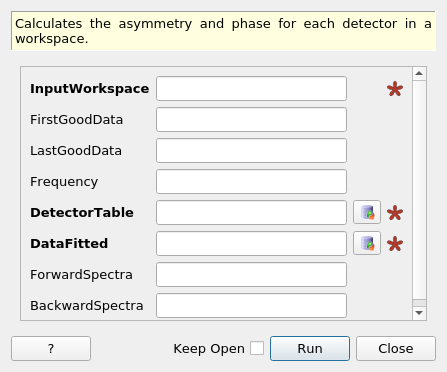 Calculates the asymmetry and phase for each detector in a
workspace.
InputWorkspace
FirstGoodData
LastGoodData
Frequency
DetectorTable
DataFitted
ForwardSpectra
BackwardSpectra
? Keep Open Run Close